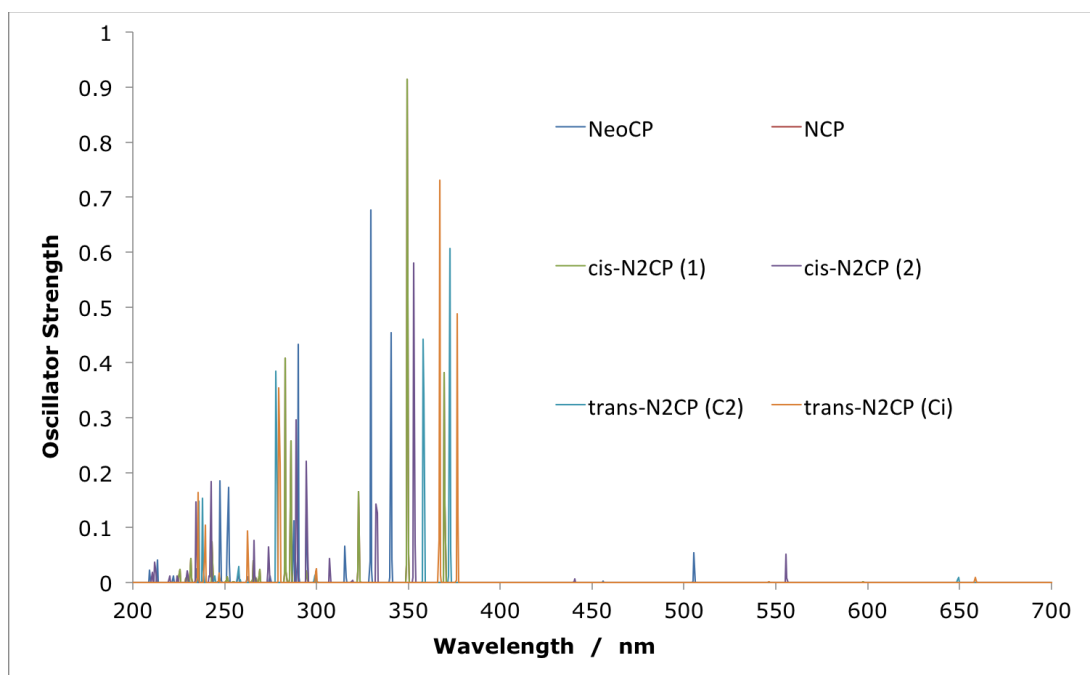 1
0.9
0.8
0.7
0.6
0.5
0.4
0.3
0.2
0.1
0
Oscillator Strength
NeoCP NCP
cis-N2CP (1) cis-N2CP (2)
trans-N2CP (C2) trans-N2CP (Ci)
200 250 300 350 400 450 500 550 600 650 700
Wavelength / nm